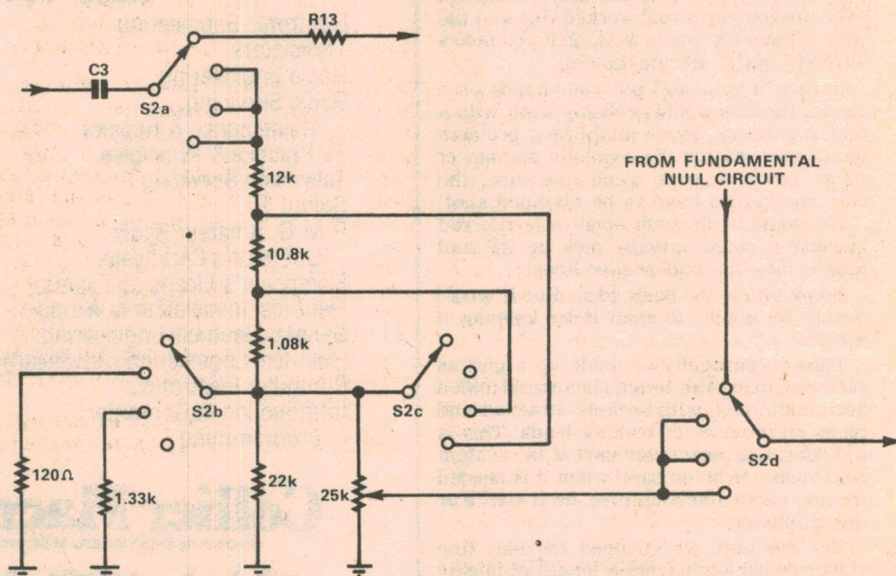 R13
C3
S2a
12k
FROM FUNDAMENTAL
NULL CIRCUIT
10.8k
1.08k
S2b
S2c
S2d
120Ω
1.33k
22k
25k